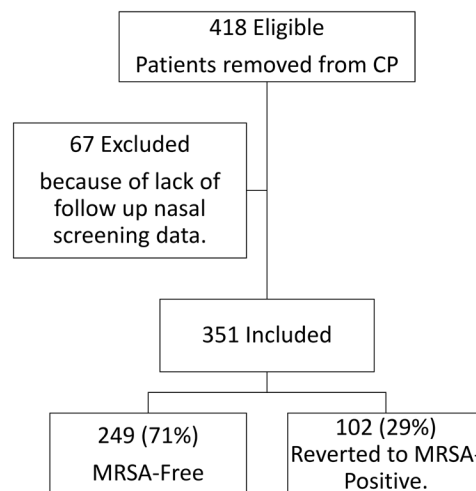 418 Eligible
Patients removed from CP
67 Excluded
because of lack of
follow up nasal
screening data.
351 Included
249 (71%)
MRSA-Free
102 (29%)
Reverted to MRSA-
Positive.